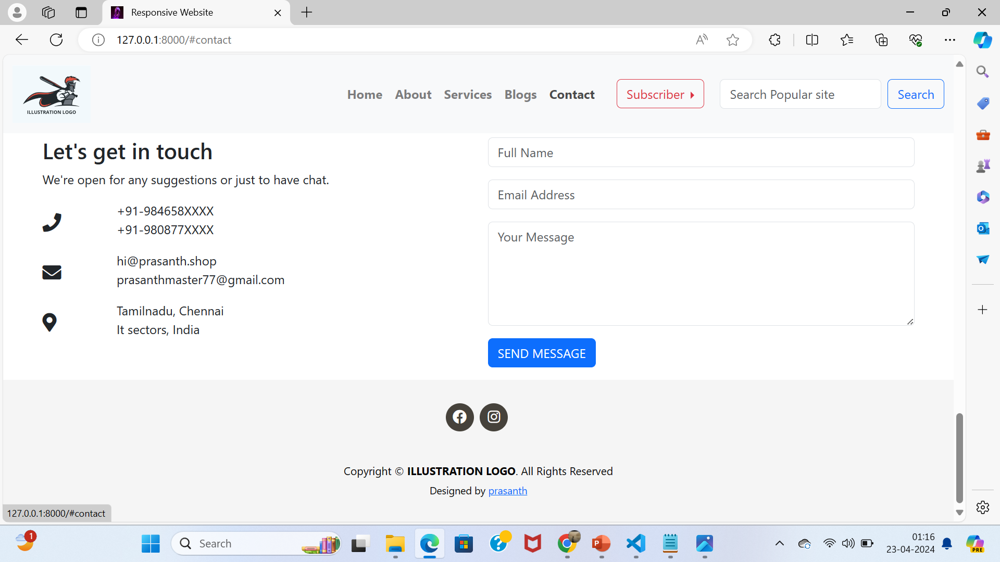 Responsive Website
127.0.0.1:8000/#contact
ILLUSTRATION LOGO
Home About Services Blogs Contact Subscriber Search Popular site Search
Let's get in touch
We're open for any suggestions or just to have chat.
+91-984658XXXX
+91-980877XXXX
hi@prasanth.shop
prasanthmaster77@gmail.com
Tamilnadu, Chennai
It sectors, India
Full Name
Email Address
Your Message
SEND MESSAGE
Copyright © ILLUSTRATION LOGO. All Rights Reserved
Designed by prasanth
127.0.0.1:8000/#contact
1
Search
01:16
23-04-2024
PRE